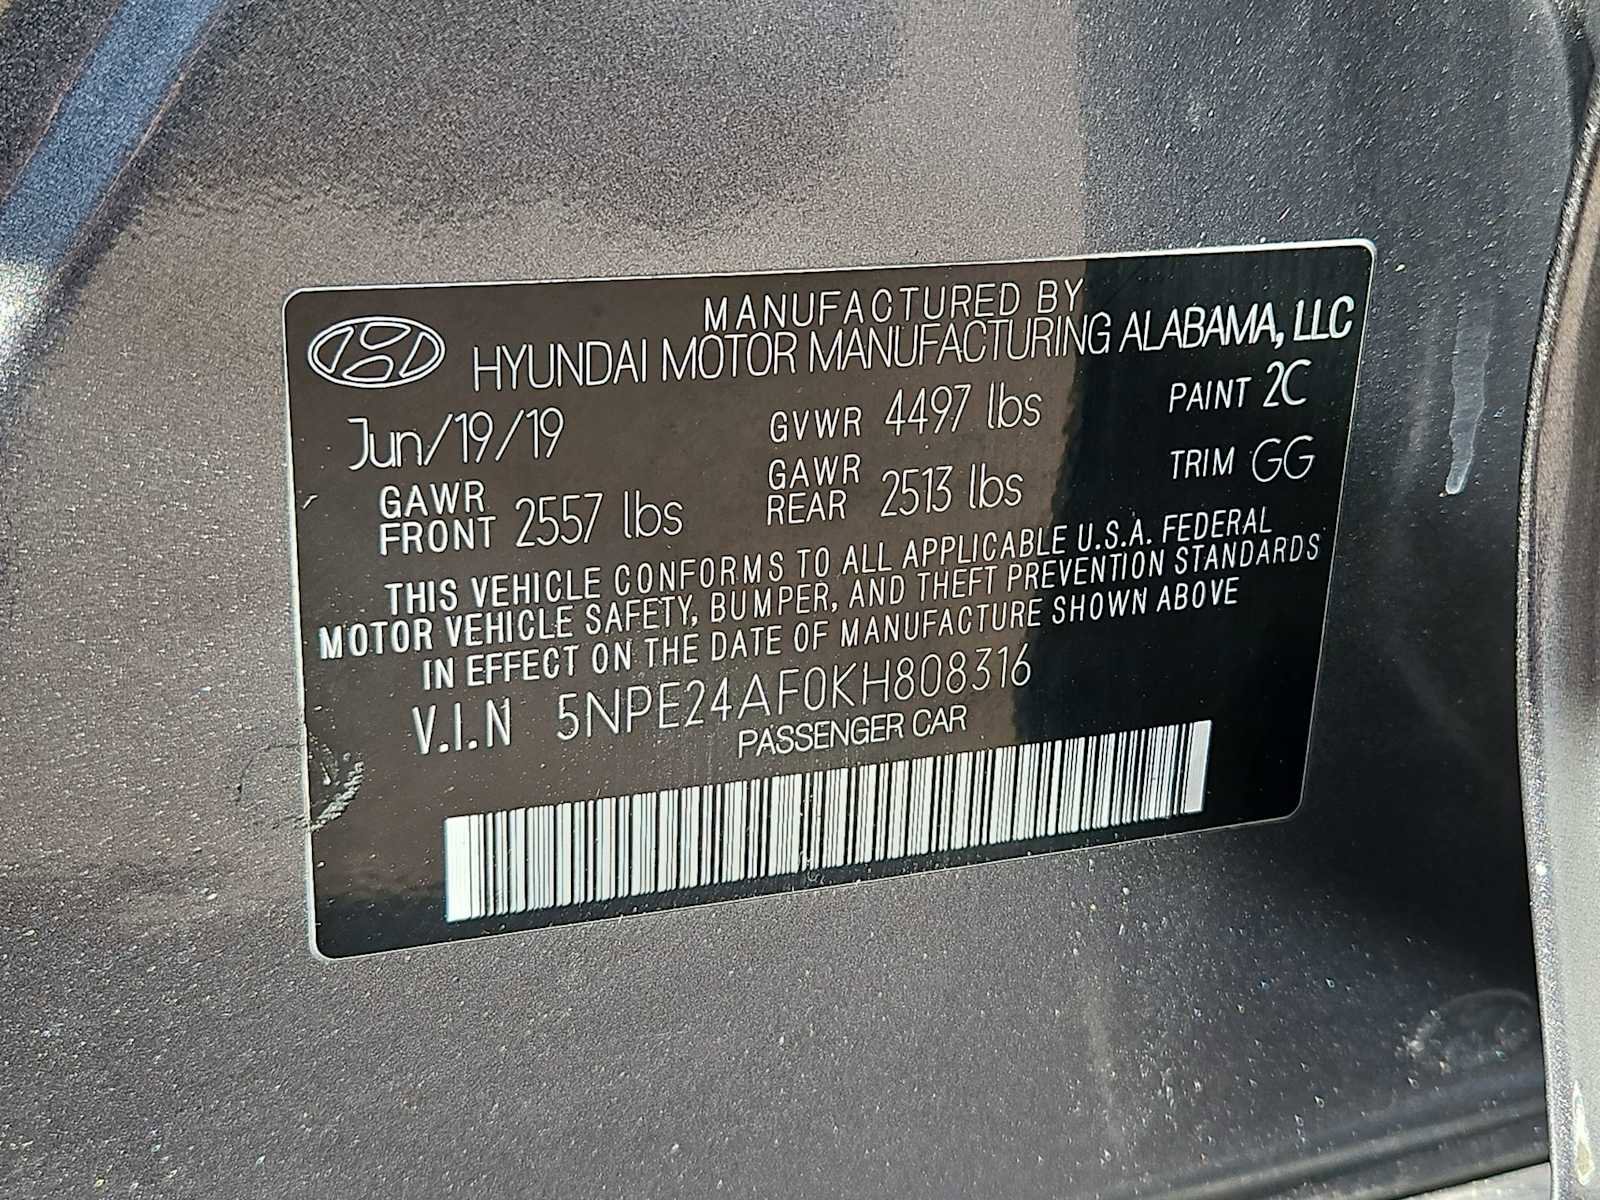 MANUFACTURED BY
HYUNDAI MOTOR MANUFACTURING ALABAMA, LLC
Jun/19/19 GVWR 4497 lbs PAINT 2C
GAWR FRONT 2557 lbs GAWR REAR 2513 lbs TRIM GG
THIS VEHICLE CONFORMS TO ALL APPLICABLE U.S.A. FEDERAL
MOTOR VEHICLE SAFETY, BUMPER, AND THEFT PREVENTION STANDARDS
IN EFFECT ON THE DATE OF MANUFACTURE SHOWN ABOVE
V.I.N 5NPE24AF0KH808316
PASSENGER CAR